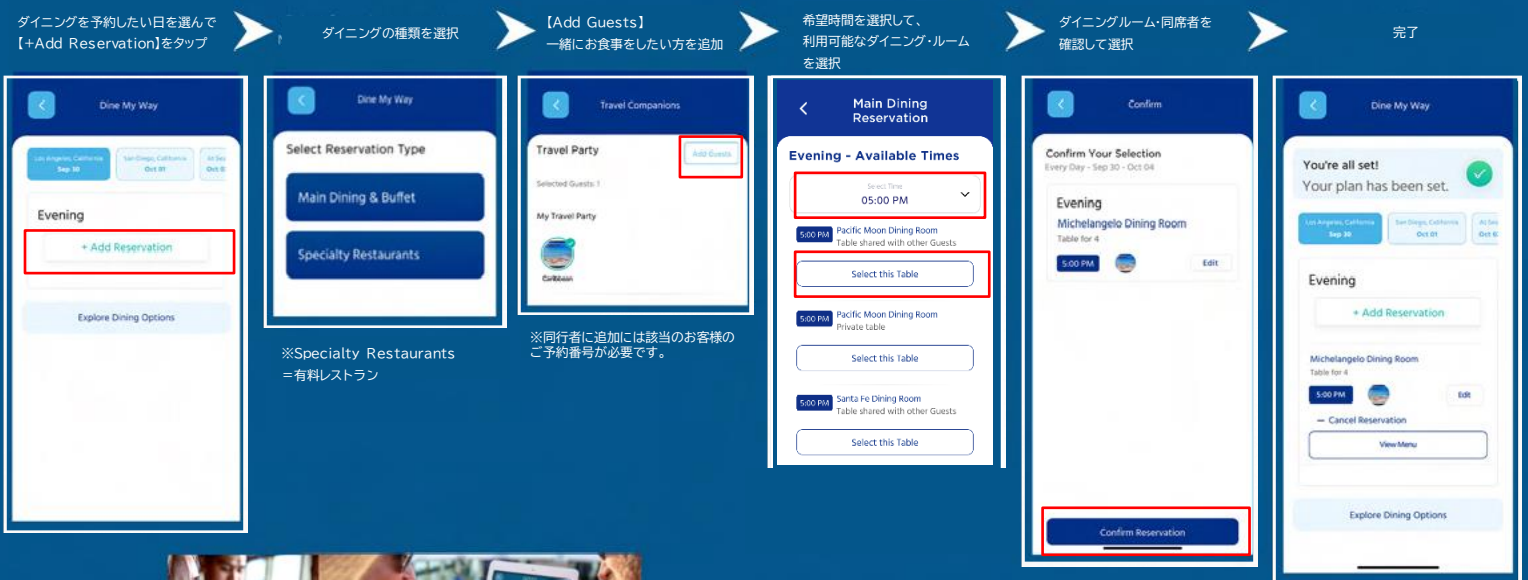 ダイニングを予約したい日を選んで
【+Add Reservation】をタップ
ダイニングの種類を選択
【Add Guests】
一緒にお食事をしたい方を追加
希望時間を選択して、
利用可能なダイニング・ルーム
を選択
ダイニングルーム・同席者を
確認して選択
完了
Dine My Way
Los Angeles, California
Sep 30
San Diego, California
Oct 01
At Sea
Evening
+ Add Reservation
Explore Dining Options
Dine My Way
Select Reservation Type
Main Dining & Buffet
Specialty Restaurants
※Specialty Restaurants
＝有料レストラン
Travel Companions
Travel Party
Add Guests
Selected Guests: 1
My Travel Party
Caribbean
※同行者に追加には該当のお客様の
ご予約番号が必要です。
Main Dining
Reservation
Evening - Available Times
Select Time
05:00 PM
5:00 PM Pacific Moon Dining Room
Table shared with other Guests
Select this Table
5:00 PM Pacific Moon Dining Room
Private table
Select this Table
5:00 PM Santa Fe Dining Room
Table shared with other Guests
Select this Table
Confirm
Confirm Your Selection
Every Day - Sep 30 - Oct 04
Evening
Michelangelo Dining Room
Table for 4
5:00 PM
Edit
Confirm Reservation
Dine My Way
You're all set!
Your plan has been set.
Los Angeles, California
Sep 30
San Diego, California
Oct 01
Evening
+ Add Reservation
Michelangelo Dining Room
Table for 4
5:00 PM
Edit
— Cancel Reservation
View Menu
Explore Dining Options